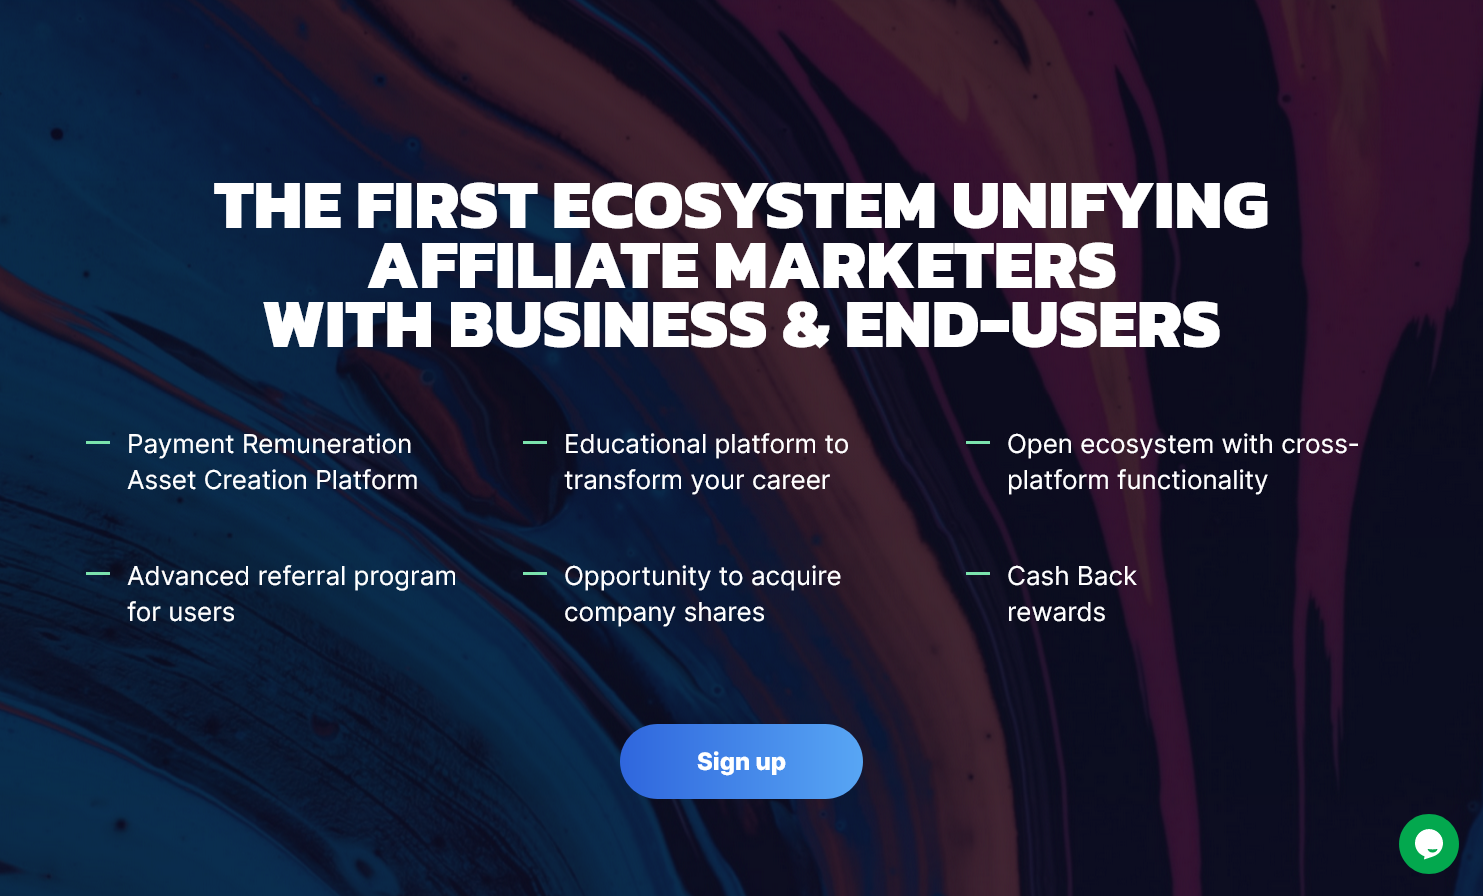 THE FIRST ECOSYSTEM UNIFYING
AFFILIATE MARKETERS
WITH BUSINESS & END-USERS
Payment Remuneration
Asset Creation Platform
Educational platform to
transform your career
Open ecosystem with cross-
platform functionality
Advanced referral program
for users
Opportunity to acquire
company shares
Cash Back
rewards
Sign up